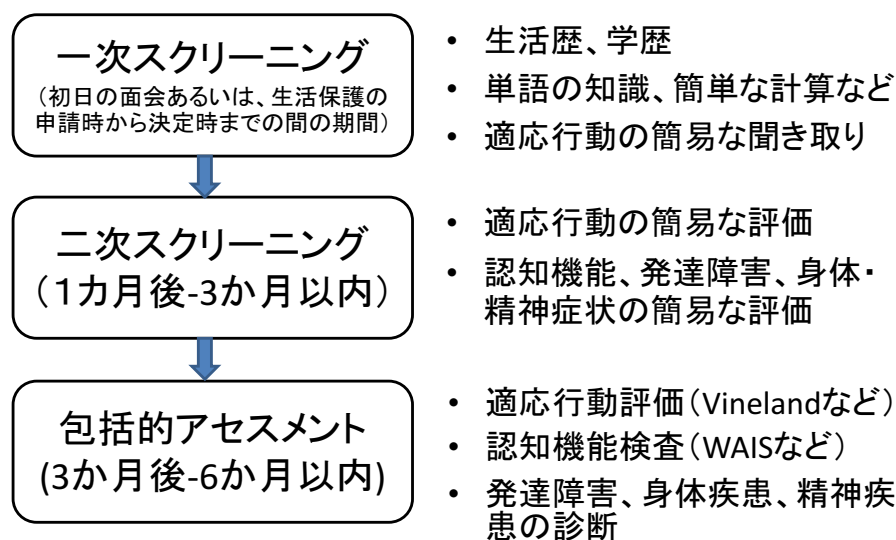 一次スクリーニング
（初日の面会あるいは、生活保護の
申請時から決定時までの間の期間）
• 生活歴、学歴
• 単語の知識、簡単な計算など
• 適応行動の簡易な聞き取り
二次スクリーニング
（１カ月後-3か月以内）
• 適応行動の簡易な評価
• 認知機能、発達障害、身体・
精神症状の簡易な評価
包括的アセスメント
(3か月後-6か月以内)
• 適応行動評価（Vinelandなど）
• 認知機能検査（WAISなど）
• 発達障害、身体疾患、精神疾
患の診断